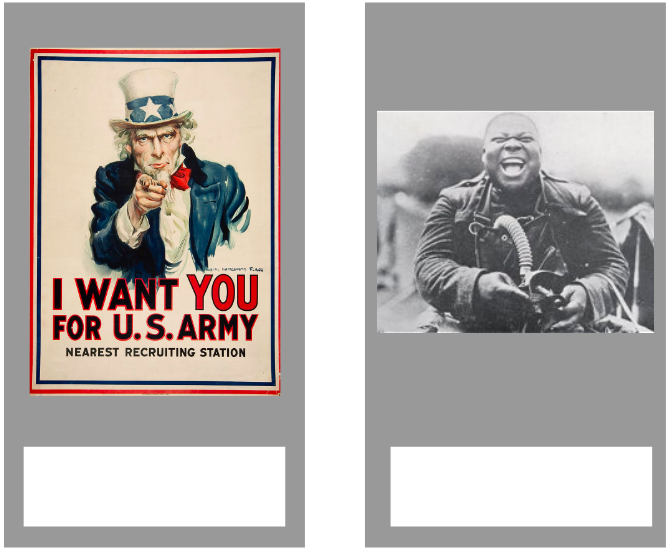 I WANT YOU
FOR U.S. ARMY
NEAREST RECRUITING STATION